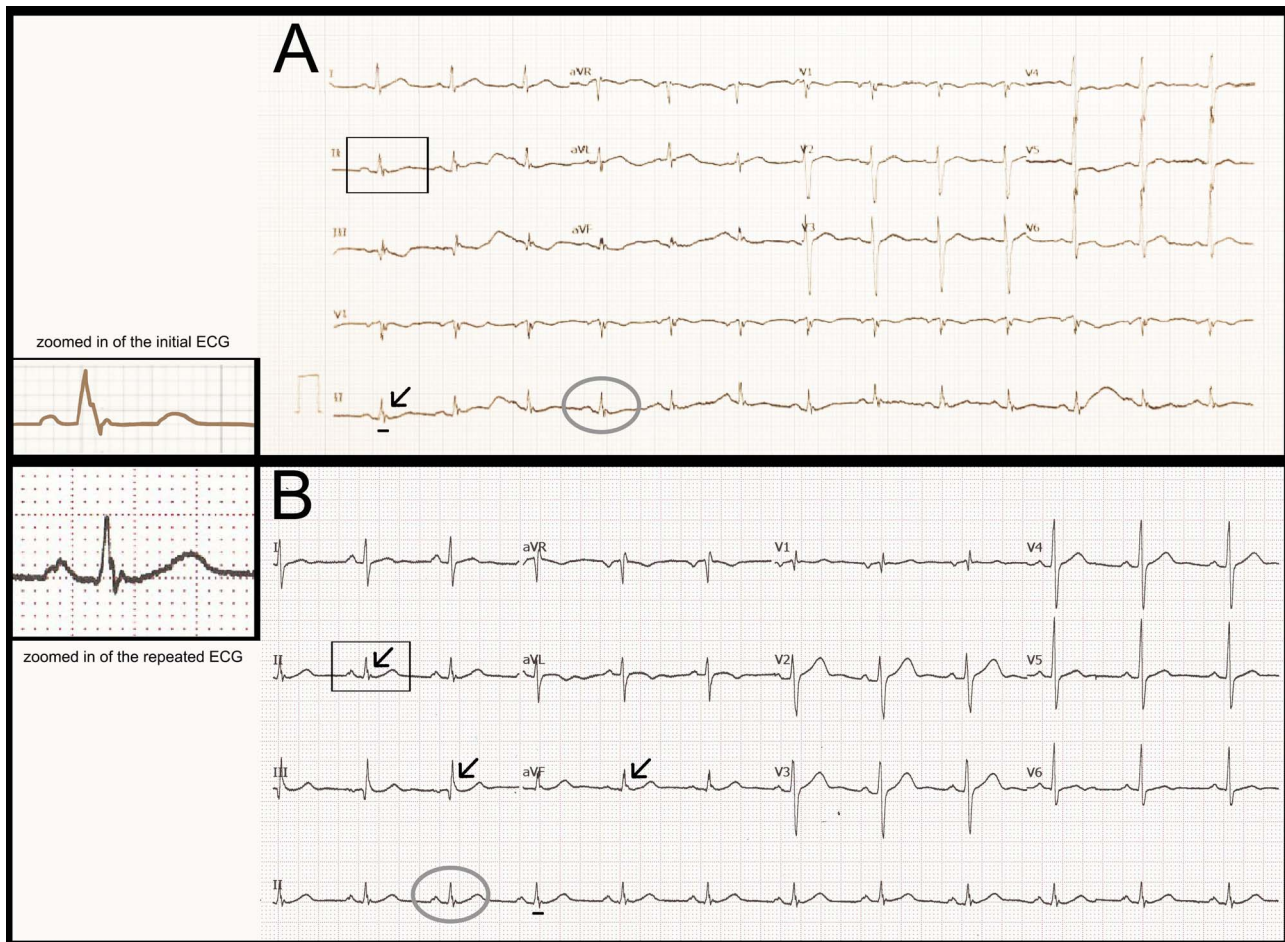 A
I aVR V1 V4
II aVL V2 V5
III aVF V3 V6
V1
zoomed in of the initial ECG
II
B
I aVR V1 V4
zoomed in of the repeated ECG
II aVL V2 V5
III aVF V3 V6
II